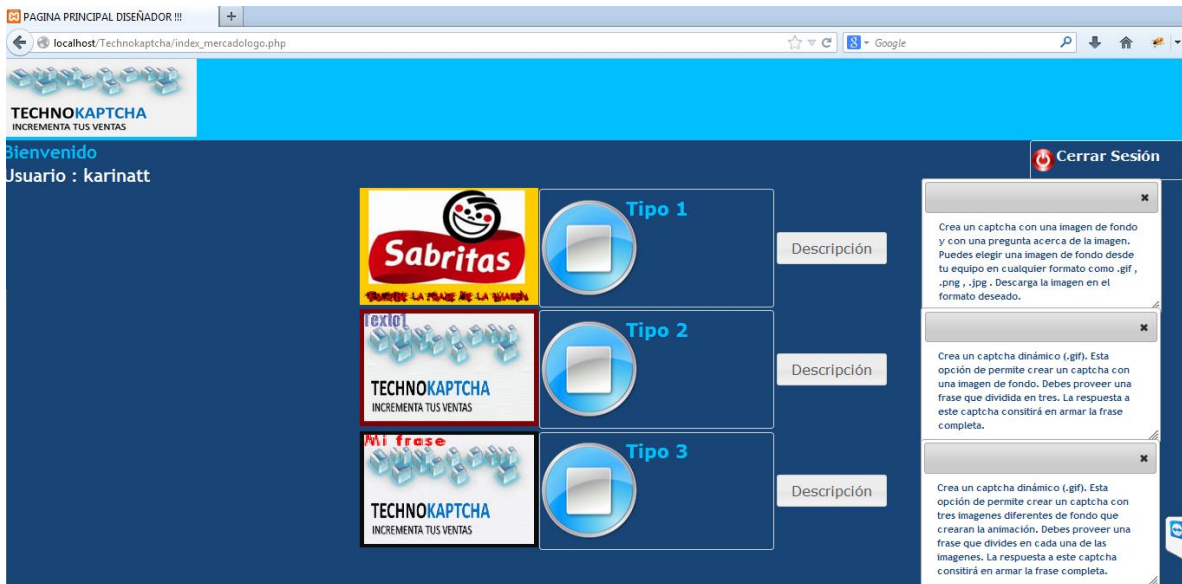 PAGINA PRINCIPAL DISEÑADOR !!!
localhost/Technokaptcha/index_mercadologo.php
Google
TECHNOKAPTCHA
INCREMENTA TUS VENTAS
Bienvenido
Usuario : karinatt
Cerrar Sesión
Sabritas
LA FRASE DE LA IMAGEN
Tipo 1
Descripción
Crea un captcha con una imagen de fondo
y con una pregunta acerca de la imagen.
Puedes elegir una imagen de fondo desde
tu equipo en cualquier formato como .gif ,
.png , .jpg . Descarga la imagen en el
formato deseado.
Texto1
TECHNOKAPTCHA
INCREMENTA TUS VENTAS
Tipo 2
Descripción
Crea un captcha dinámico (.gif). Esta
opción de permite crear un captcha con
una imagen de fondo. Debes proveer una
frase que dividida en tres. La respuesta a
este captcha consitirá en armar la frase
completa.
Mi frase
TECHNOKAPTCHA
INCREMENTA TUS VENTAS
Tipo 3
Descripción
Crea un captcha dinámico (.gif). Esta
opción de permite crear un captcha con
tres imagenes diferentes de fondo que
crearan la animación. Debes proveer una
frase que divides en cada una de las
imagenes. La respuesta a este captcha
consitirá en armar la frase completa.